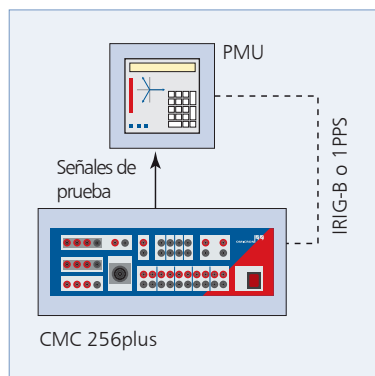 PMU
Señales de
prueba
IRIG-B o 1PPS
CMC 256plus